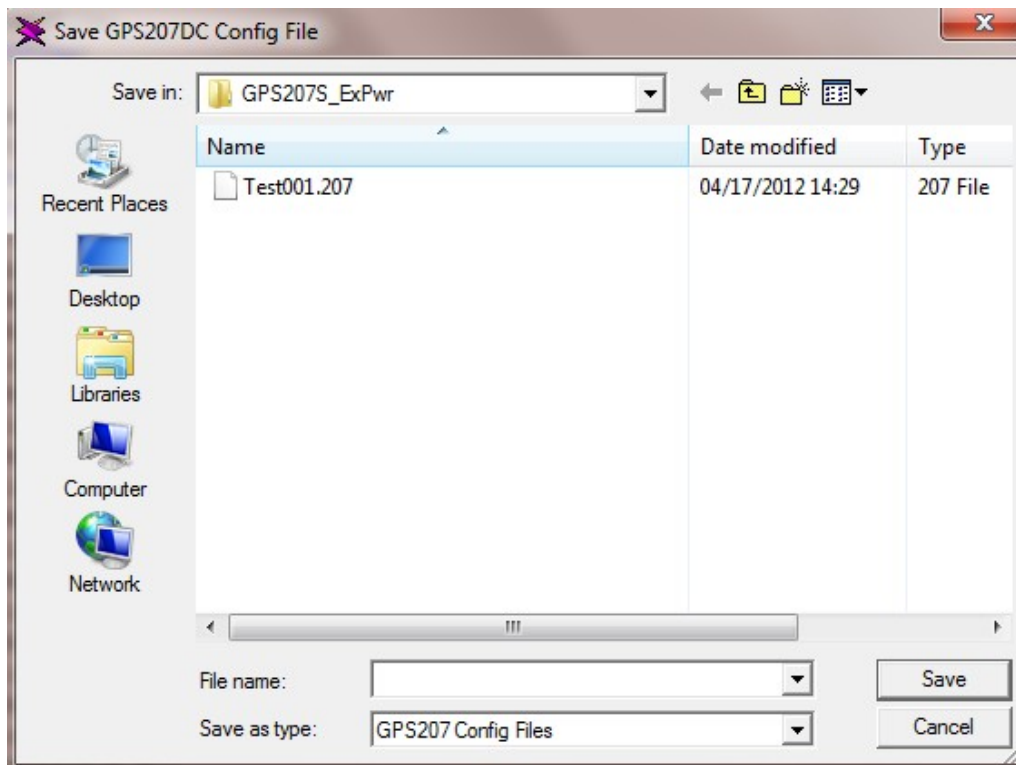 Save GPS207DC Config File
Save in: GPS207S_ExPwr
Name Date modified Type
Test001.207 04/17/2012 14:29 207 File
Recent Places
Desktop
Libraries
Computer
Network
File name: Save
Save as type: GPS207 Config Files Cancel